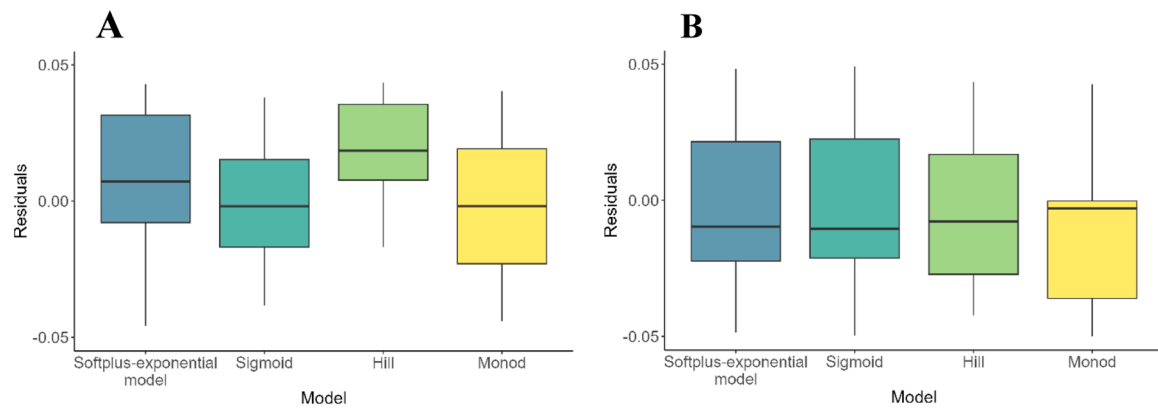 A
0.05
0.00
-0.05
Residuals
Softplus-exponential
model
Sigmoid
Hill
Monod
Model
B
0.05
0.00
-0.05
Residuals
Softplus-exponential
model
Sigmoid
Hill
Monod
Model